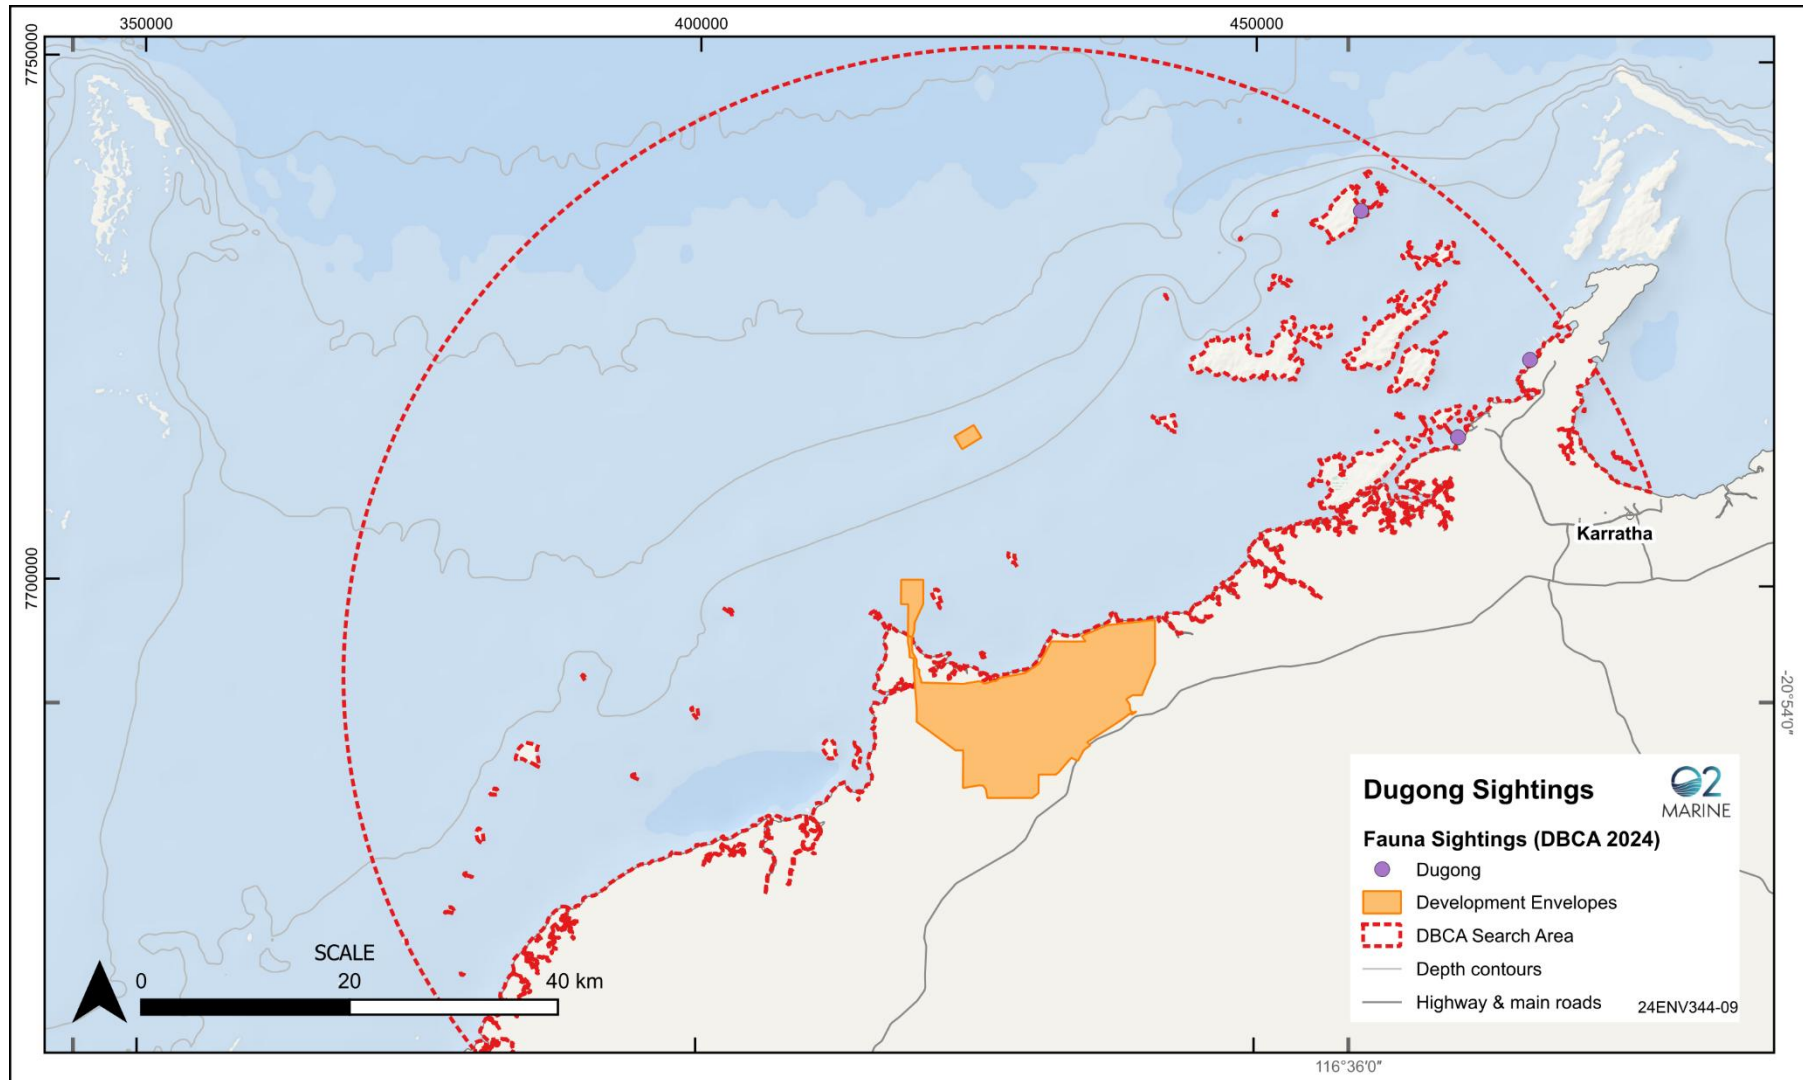 350000
400000
450000
7750000
7700000
Karratha
-20°54'0"
116°36'0"
SCALE
0
20
40 km
Dugong Sightings
O2
MARINE
Fauna Sightings (DBCA 2024)
Dugong
Development Envelopes
DBCA Search Area
Depth contours
Highway & main roads
24ENV344-09